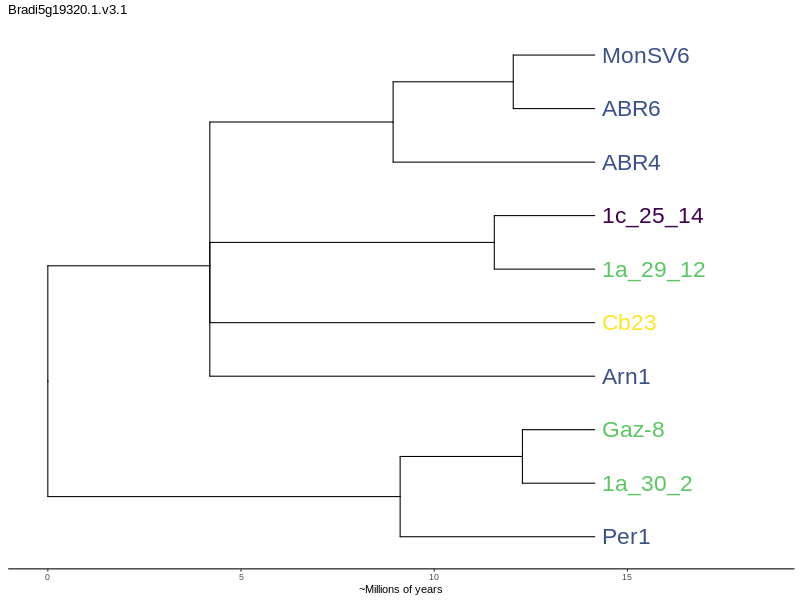 Bradi5g19320.1.v3.1
MonSV6
ABR6
ABR4
1c_25_14
1a_29_12
Cb23
Arn1
Gaz-8
1a_30_2
Per1
0 5 10 15
~Millions of years